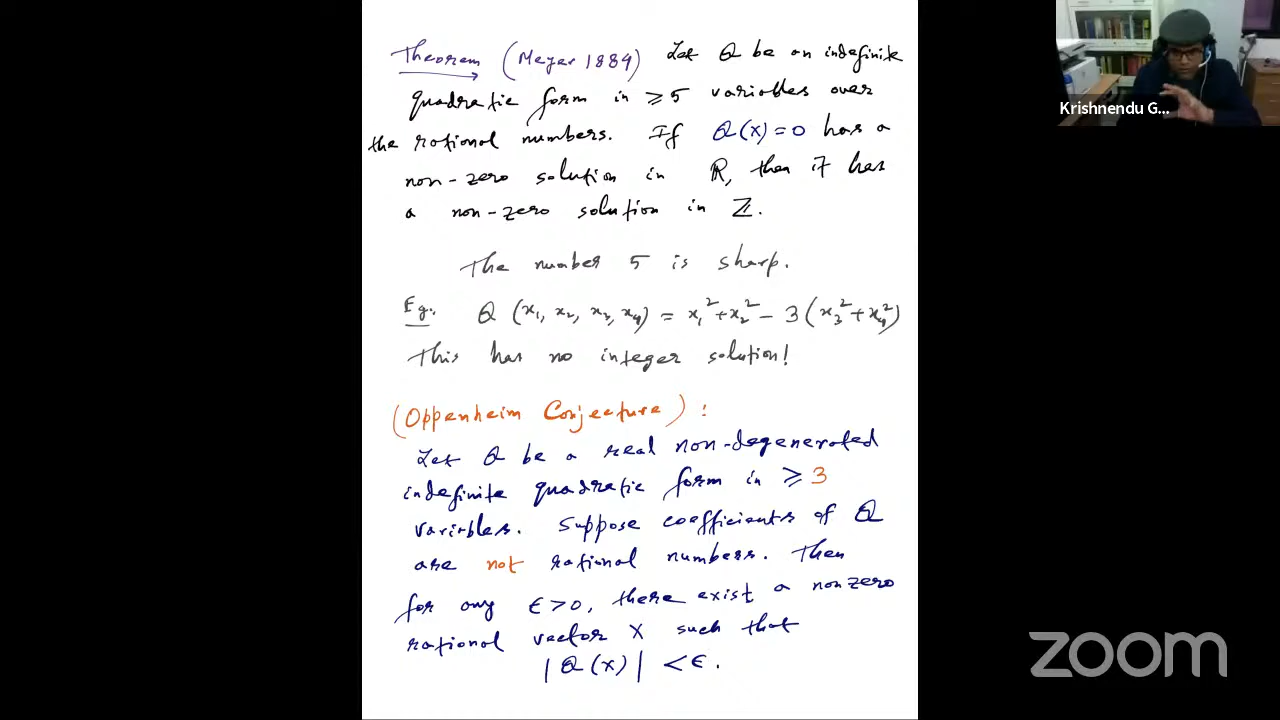 Theorem (Meyer 1884) Let Q be an indefinite
quadratic form in ≥ 5 variables over
the rational numbers. If Q(x) = 0 has a
non-zero solution in ℝ, then it has
a non-zero solution in ℤ.
The number 5 is sharp.
Eg:. Q (x₁, x₂, x₃, x₄) = x₁² + x₂² - 3 (x₃² + x₄²)
This has no integer solution!
(Oppenheim Conjecture) :
Let Q be a real non-degenerated
indefinite quadratic form in ≥ 3
variables. Suppose coefficients of Q
are not rational numbers. Then
for any ϵ > 0, there exist a nonzero
rational vector X such that
| Q (x) | < ϵ .
Krishnendu G...
zoom